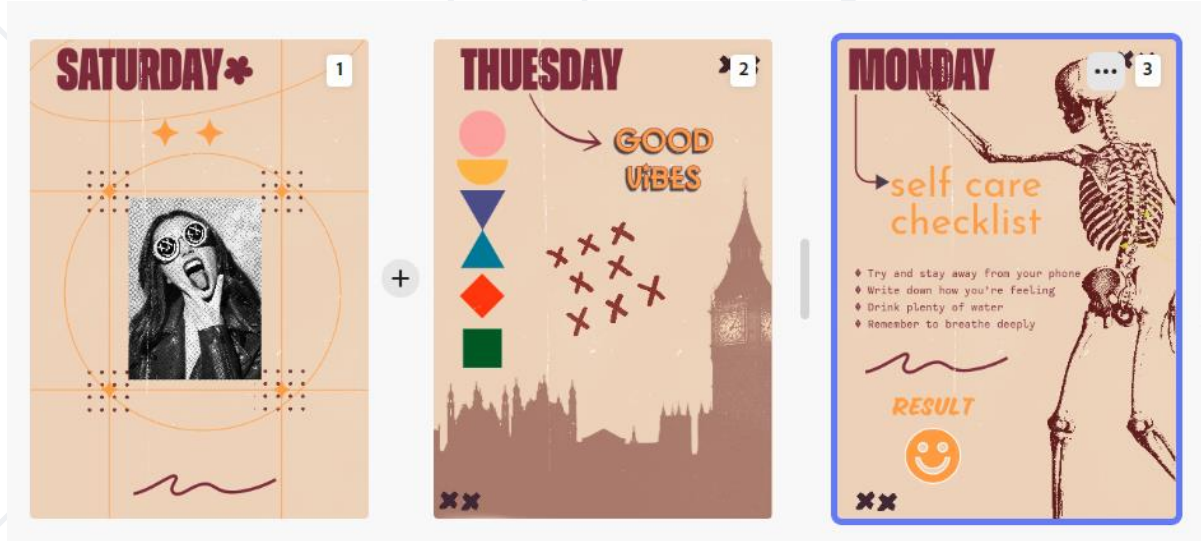 SATURDAY
1
THUESDAY
2
GOOD
ViBES
MONDAY
3
self care
checklist
Try and stay away from your phone
Write down how you're feeling
Drink plenty of water
Remember to breathe deeply
RESULT